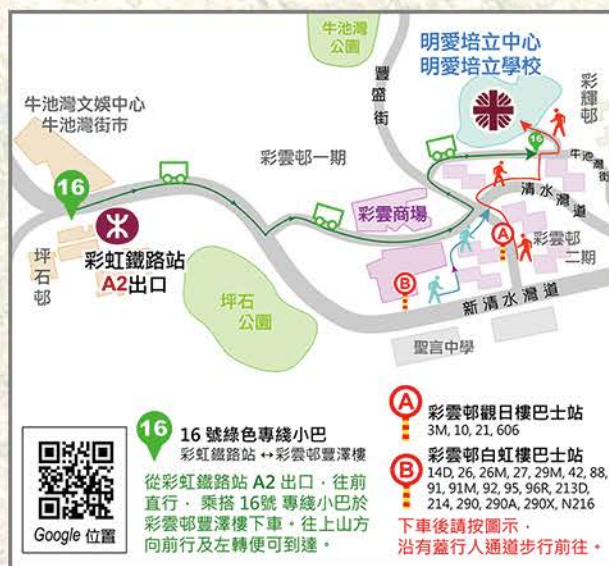 牛池灣
公園
明愛培立中心
明愛培立學校
豐盛街
彩輝邨
牛池灣文娛中心
牛池灣街市
彩雲邨一期
16
牛池灣街
16
彩雲商場
清水灣道
彩虹鐵路站
A2出口
坪石邨
A
彩雲邨
二期
B
坪石
公園
新清水灣道
聖言中學
Google 位置
16
16 號綠色專綫小巴
彩虹鐵路站 ↔ 彩雲邨豐澤樓
從彩虹鐵路站 A2 出口，往前
直行，乘搭 16號 專綫小巴於
彩雲邨豐澤樓下車。往上山方
向前行及左轉便可到達。
A
彩雲邨觀日樓巴士站
3M, 10, 21, 606
B
彩雲邨白虹樓巴士站
14D, 26, 26M, 27, 29M, 42, 88,
91, 91M, 92, 95, 96R, 213D,
214, 290, 290A, 290X, N216
下車後請按圖示，
沿有蓋行人通道步行前往。